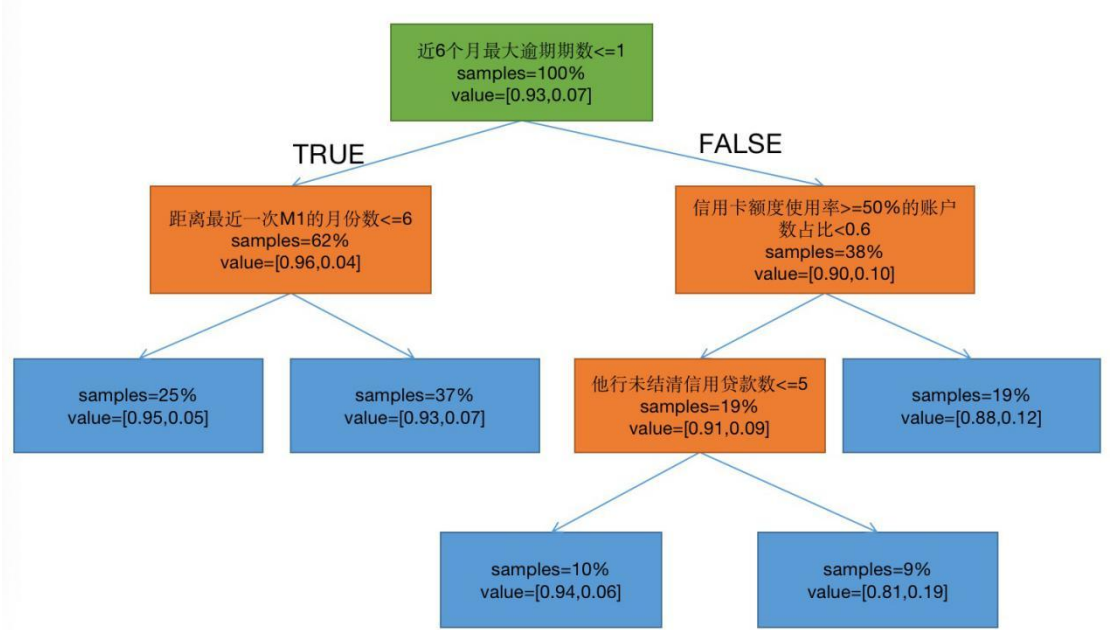 近6个月最大逾期期数<=1
samples=100%
value=[0.93,0.07]
TRUE
FALSE
距离最近一次M1的月份数<=6
samples=62%
value=[0.96,0.04]
信用卡额度使用率>=50%的账户
数占比<0.6
samples=38%
value=[0.90,0.10]
samples=25%
value=[0.95,0.05]
samples=37%
value=[0.93,0.07]
他行未结清信用贷款数<=5
samples=19%
value=[0.91,0.09]
samples=19%
value=[0.88,0.12]
samples=10%
value=[0.94,0.06]
samples=9%
value=[0.81,0.19]